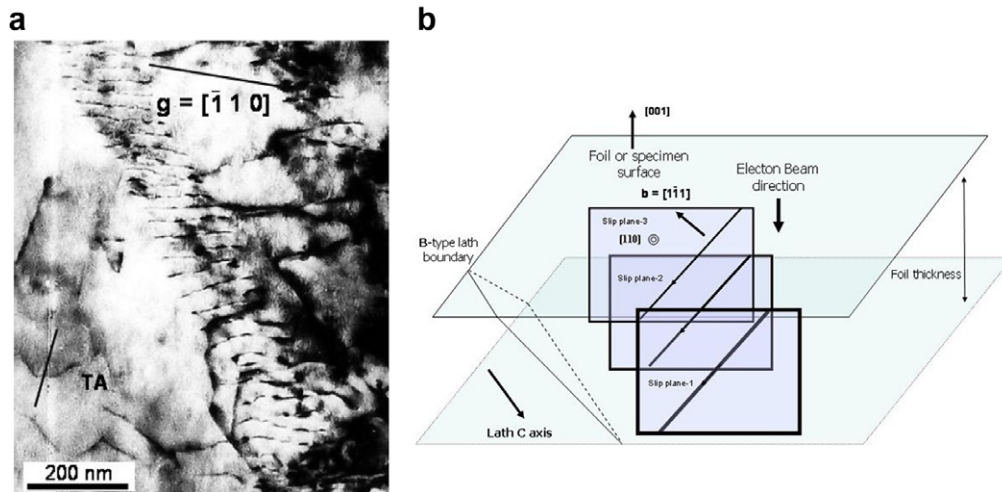 a
g = [1̄ 1 0]
TA
200 nm
b
[001]
Foil or specimen
surface
Electon Beam
direction
b = [11̄1]
Slip plane-3
[110]
B-type lath
boundary
Slip plane-2
Foil thickness
Slip plane-1
Lath C axis